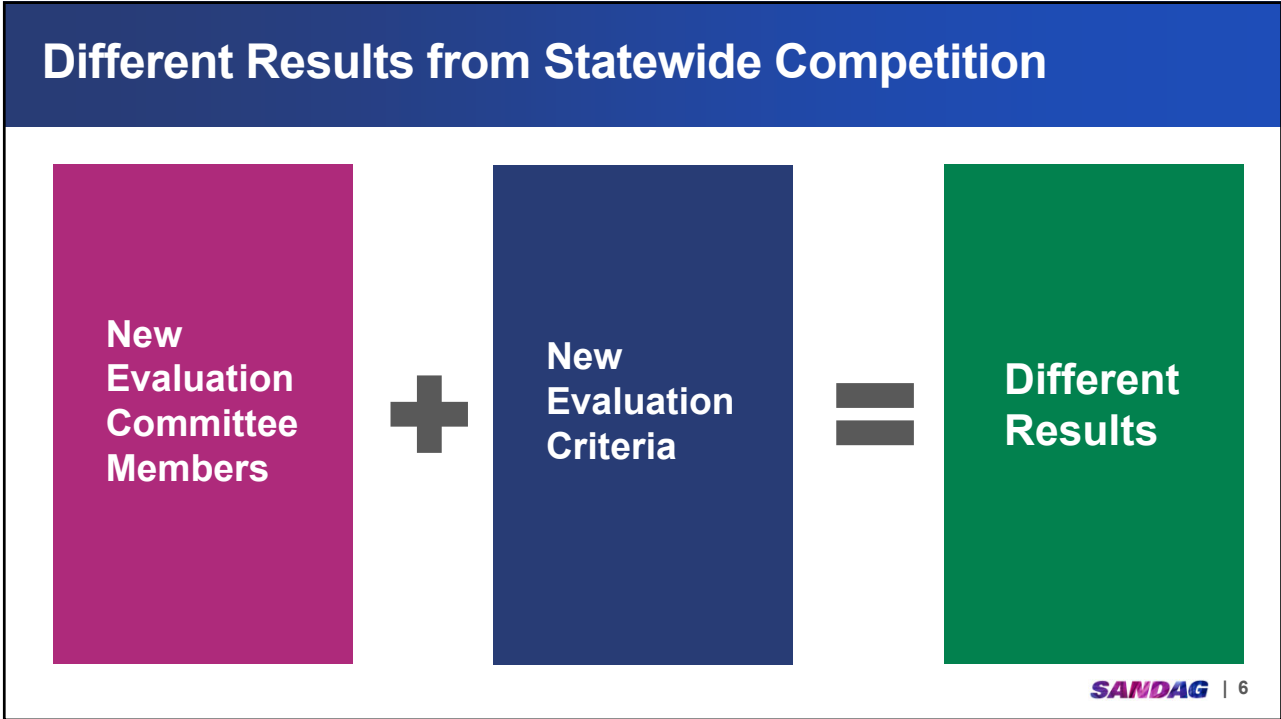 Different Results from Statewide Competition
New
Evaluation
Committee
Members
New
Evaluation
Criteria
Different
Results
SANDAG | 6